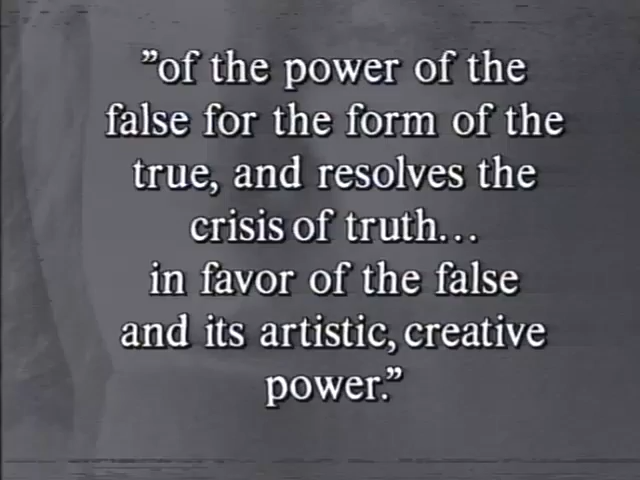 ”of the power of the
false for the form of the
true, and resolves the
crisis of truth...
in favor of the false
and its artistic, creative
power.”